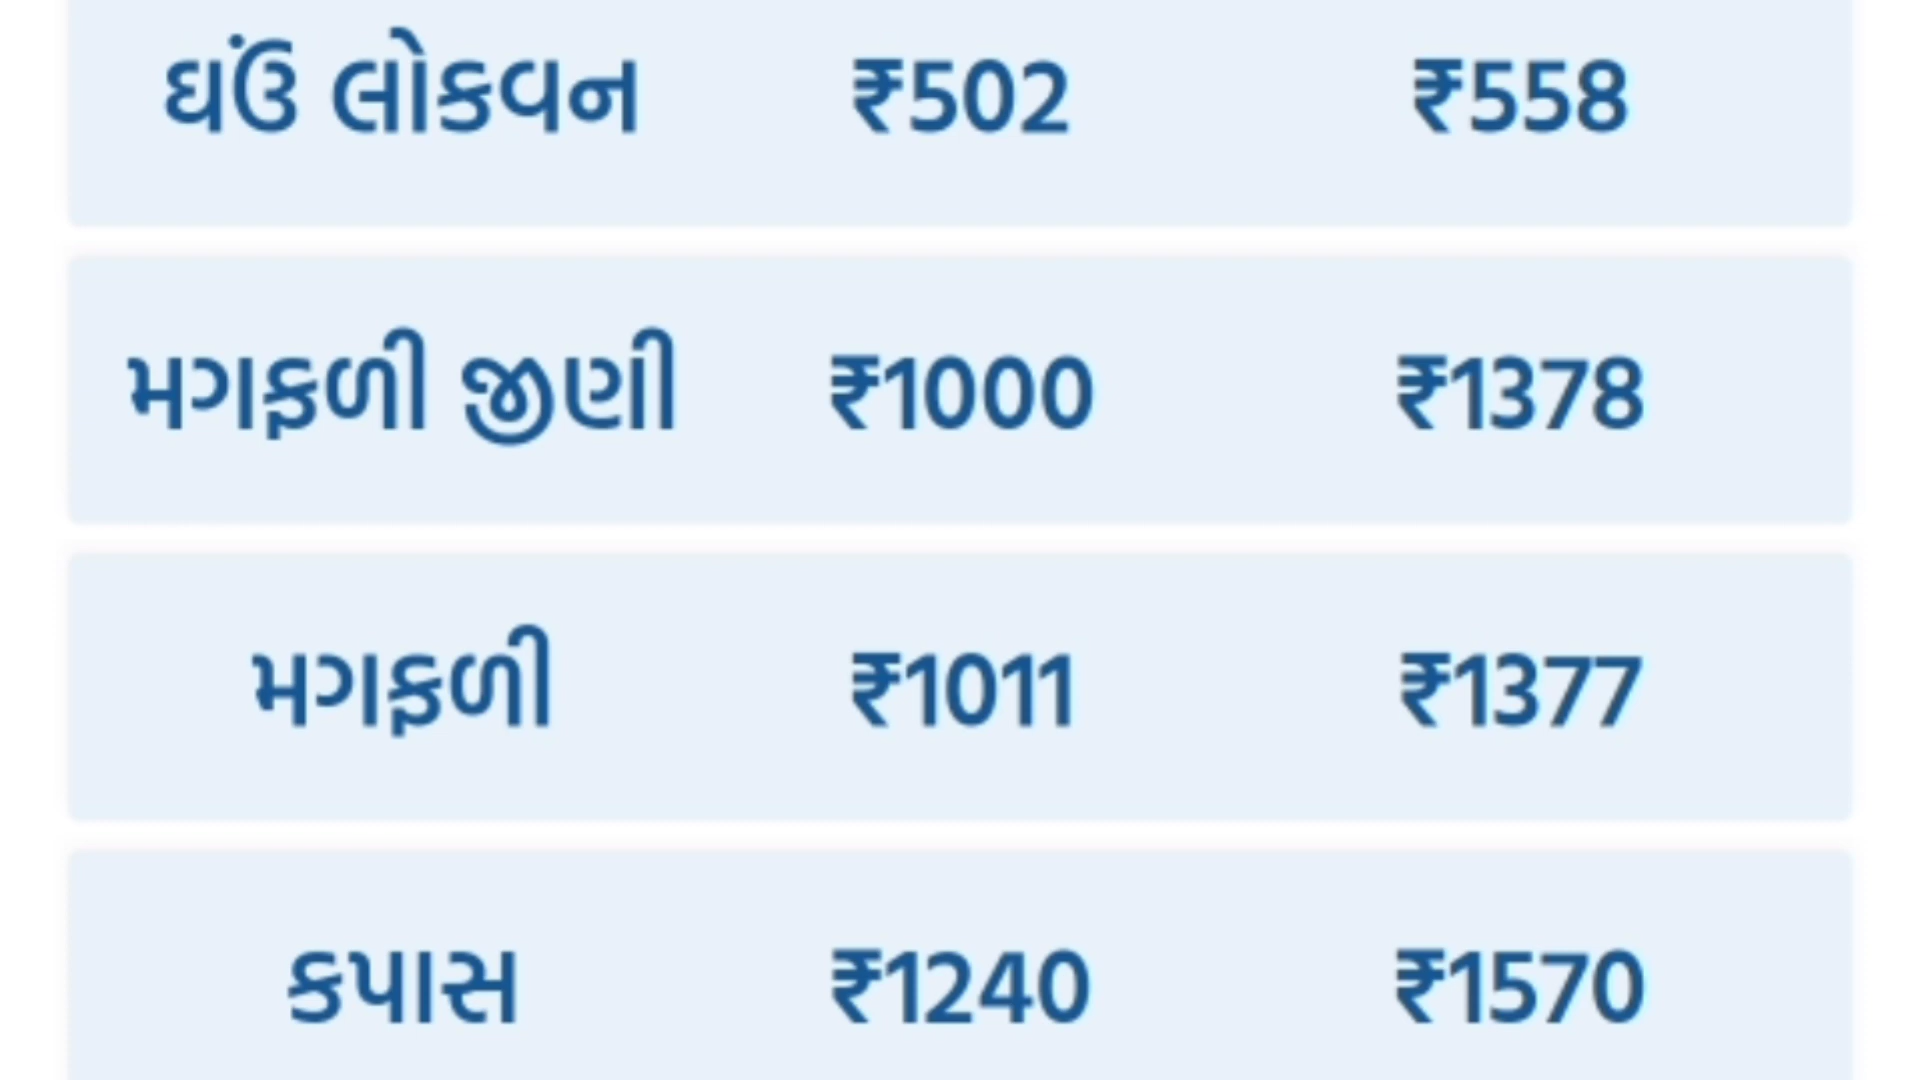 ઘઉં લોકવન ₹502 ₹558
મગફળી જીણી ₹1000 ₹1378
મગફળી ₹1011 ₹1377
કપાસ ₹1240 ₹1570